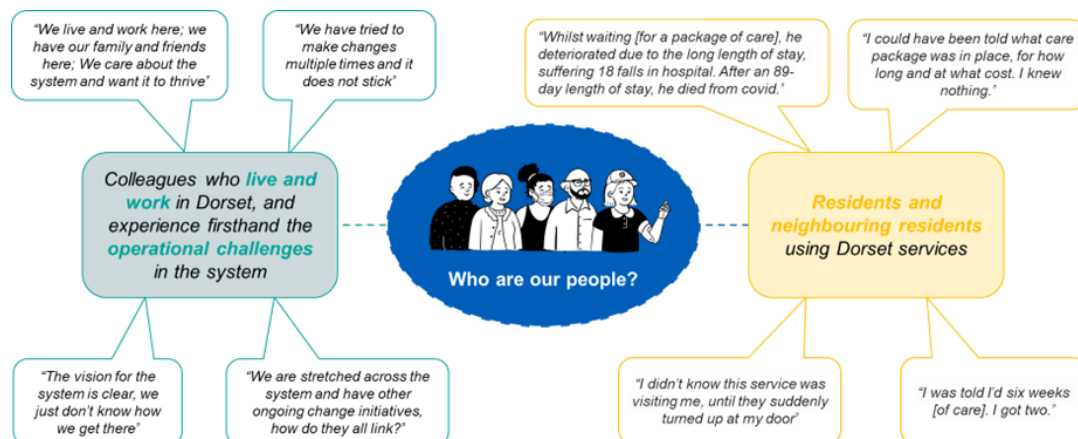 “We live and work here; we
have our family and friends
here; We care about the
system and want it to thrive”
“We have tried to
make changes
multiple times and it
does not stick”
“Whilst waiting [for a package of care], he
deteriorated due to the long length of stay,
suffering 18 falls in hospital. After an 89-
day length of stay, he died from covid.”
“I could have been told what care
package was in place, for how
long and at what cost. I knew
nothing.”
Colleagues who live and
work in Dorset, and
experience firsthand the
operational challenges
in the system
Who are our people?
Residents and
neighbouring residents
using Dorset services
“The vision for the
system is clear, we
just don’t know how
we get there”
“We are stretched across the
system and have other
ongoing change initiatives,
how do they all link?”
“I didn’t know this service was
visiting me, until they suddenly
turned up at my door”
“I was told I’d six weeks
[of care]. I got two.”